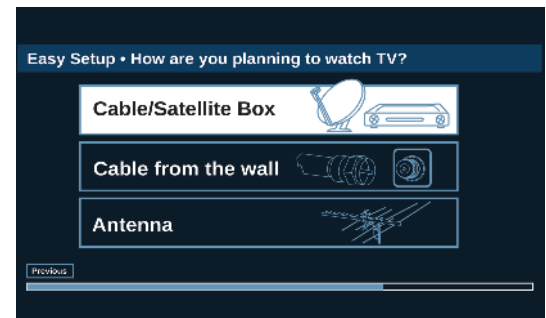 Easy Setup • How are you planning to watch TV?
Cable/Satellite Box
Cable from the wall
Antenna
Previous